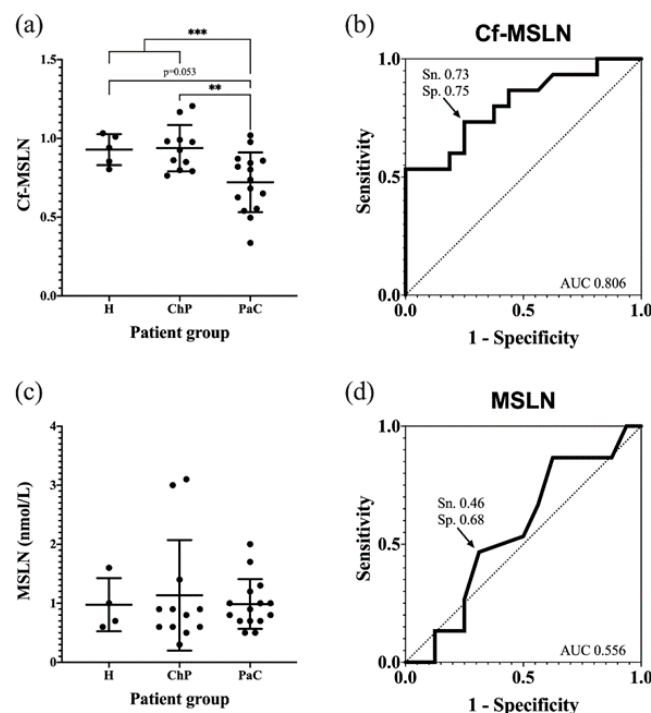 (a)
***
p=0.053
**
Cf-MSLN
1.5
1.0
0.5
0.0
H ChP PaC
Patient group
(b)
Cf-MSLN
Sn. 0.73
Sp. 0.75
Sensitivity
1.0
0.5
0.0
AUC 0.806
0.0 0.5 1.0
1 - Specificity
(c)
MSLN (nmol/L)
4
3
2
1
0
H ChP PaC
Patient group
(d)
MSLN
Sn. 0.46
Sp. 0.68
Sensitivity
1.0
0.5
0.0
AUC 0.556
0.0 0.5 1.0
1 - Specificity